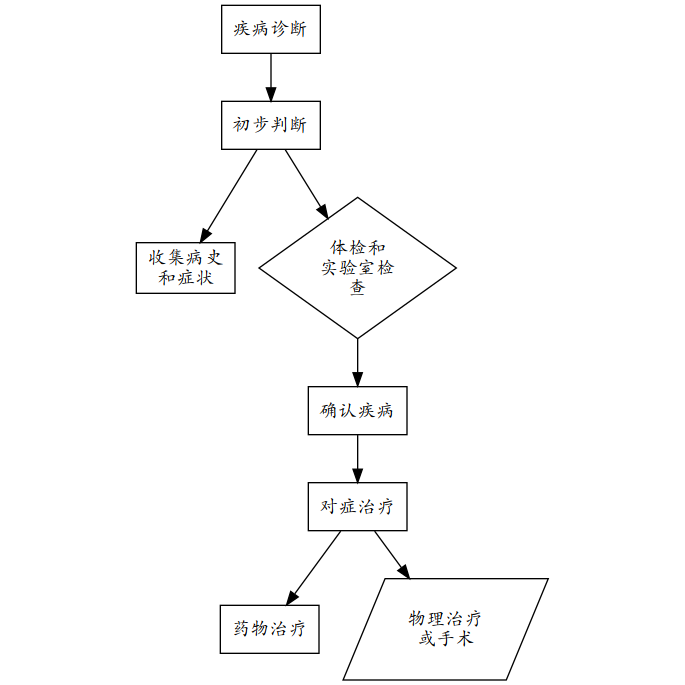 疾病诊断
初步判断
收集病史
和症状
体检和
实验室检
查
确认疾病
对症治疗
药物治疗
物理治疗
或手术